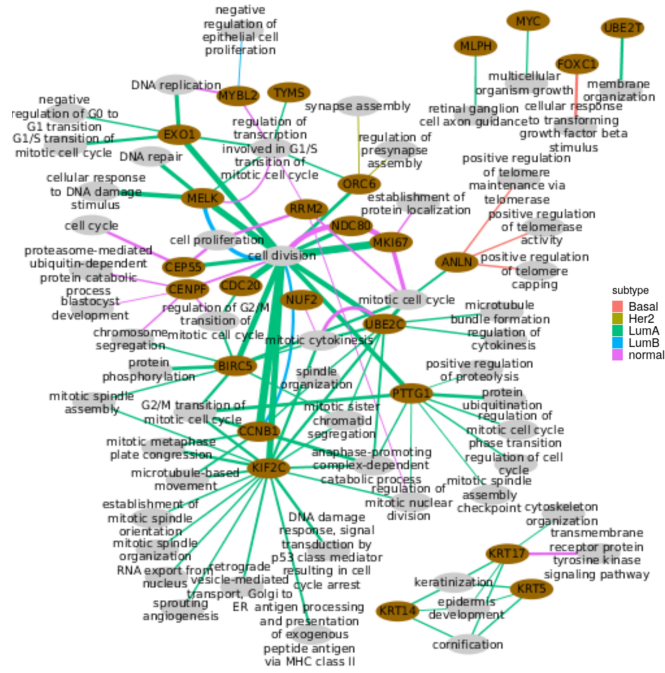 negative
regulation of
epithelial cell
proliferation
MYC
UBE2T
MLPH
FOXC1
DNA replication
MYBL2
TYMS
multicellular
organism growth
membrane
organization
negative
regulation of G0 to
G1 transition
G1/S transition of
mitotic cell cycle
EXO1
synapse assembly
retinal ganglion
cell axon guidance
cellular response
to transforming
growth factor beta
stimulus
regulation of
transcription
involved in G1/S
transition of
mitotic cell cycle
regulation of
presynapse
assembly
DNA repair
cellular response
to DNA damage
stimulus
MELK
ORC6
positive regulation
of telomere
maintenance via
telomerase
RRM2
establishment of
protein localization
cell cycle
NDC80
positive regulation
of telomerase
activity
cell proliferation
MKI67
cell division
proteasome-mediated
ubiquitin-dependent
protein catabolic
process
CEP55
ANLN
positive regulation
of telomere
capping
CENPF
CDC20
NUF2
mitotic cell cycle
blastocyst
development
regulation of G2/M
transition of
mitotic cell cycle
microtubule
bundle formation
UBE2C
chromosome
segregation
mitotic cytokinesis
regulation of
cytokinesis
protein
phosphorylation
BIRC5
spindle
organization
positive regulation
of proteolysis
PTTG1
mitotic spindle
assembly
G2/M transition of
mitotic cell cycle
mitotic sister
chromatid
segregation
protein
ubiquitination
regulation of
mitotic cell cycle
phase transition
CCNB1
mitotic metaphase
plate congression
anaphase-promoting
complex-dependent
catabolic process
regulation of cell
cycle
KIF2C
microtubule-based
movement
regulation of
mitotic nuclear
division
mitotic spindle
assembly
checkpoint
establishment of
mitotic spindle
orientation
DNA damage
response, signal
transduction by
p53 class mediator
resulting in cell
cycle arrest
cytoskeleton
organization
mitotic spindle
organization
transmembrane
receptor protein
tyrosine kinase
signaling pathway
KRT17
RNA export from
nucleus
retrograde
vesicle-mediated
transport, Golgi to
ER
keratinization
KRT5
sprouting
angiogenesis
antigen processing
and presentation
of exogenous
peptide antigen
via MHC class II
KRT14
epidermis
development
cornification
subtype
Basal
Her2
LumA
LumB
normal